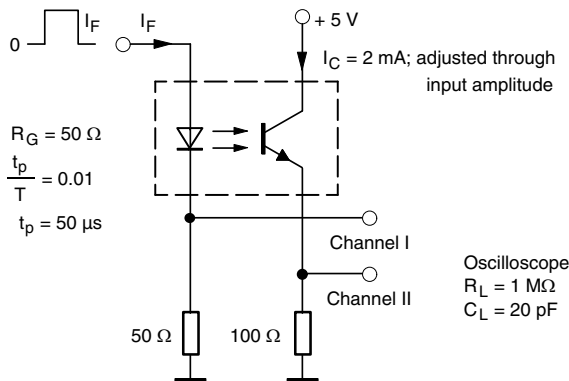 0
I_F
I_F
+ 5 V
I_C = 2 mA; adjusted through
input amplitude
R_G = 50 Ω
t_p
T
= 0.01
t_p = 50 μs
Channel I
Channel II
50 Ω
100 Ω
Oscilloscope
R_L = 1 MΩ
C_L = 20 pF